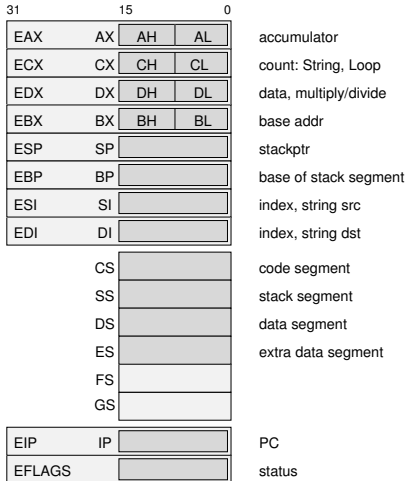 31 15 0
EAX AX AH AL accumulator
ECX CX CH CL count: String, Loop
EDX DX DH DL data, multiply/divide
EBX BX BH BL base addr
ESP SP stackptr
EBP BP base of stack segment
ESI SI index, string src
EDI DI index, string dst
CS code segment
SS stack segment
DS data segment
ES extra data segment
FS
GS
EIP IP PC
EFLAGS status